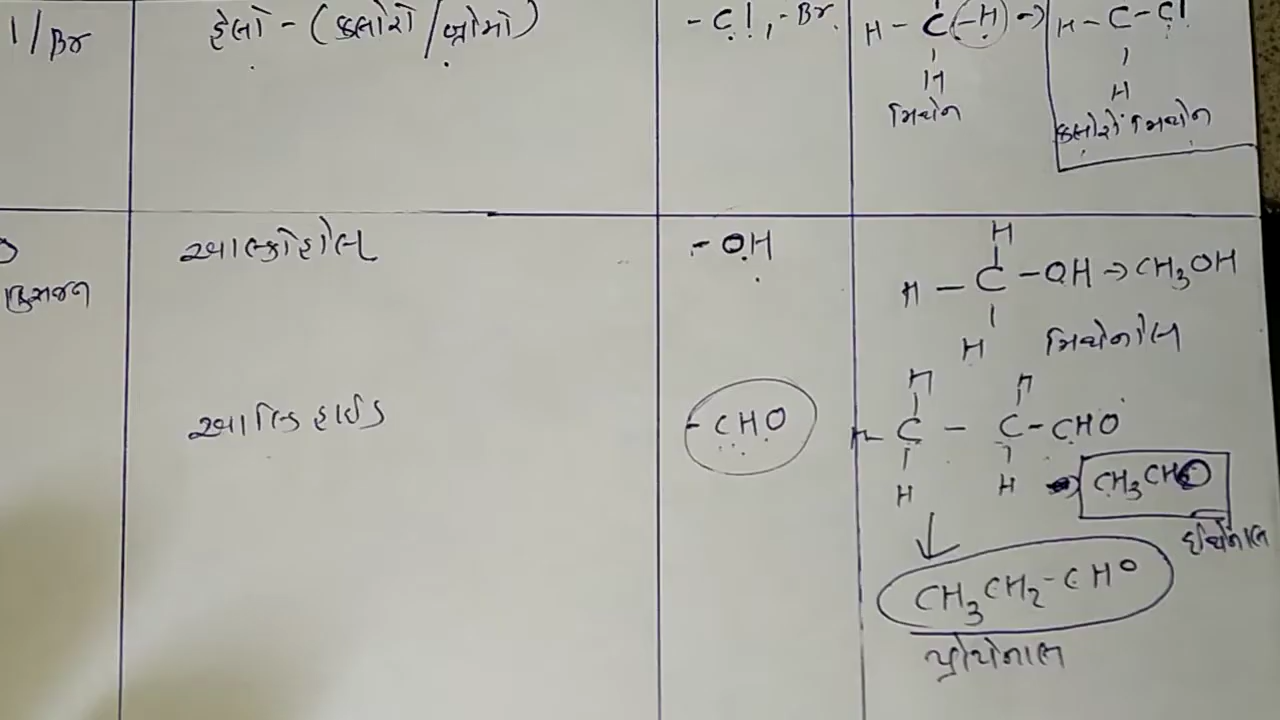 l/Br
હેલો - (ક્લોરો/બ્રોમો)
- Cl, - Br
H - C - H → H - C - Cl
H
H
મિથેન
ક્લોરો મિથેન
આલ્કોહોલ
- OH
H
H - C - OH → CH₃OH
H
મિથેનોલ
આલ્ડિહાઈડ
- CHO
H H
H - C - C - CHO
H H
→ CH₃CHO
ઈથેનાલ
CH₃CH₂-CHO
પ્રોપેનાલ